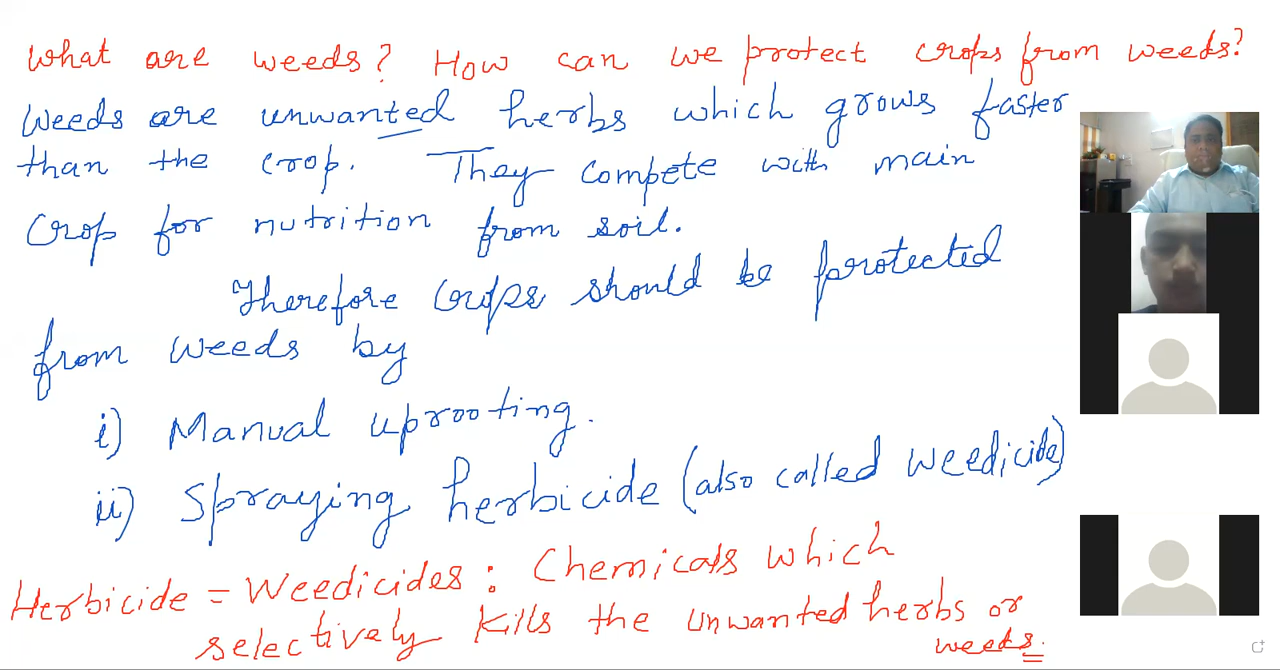 What are weeds? How can we protect crops from weeds?
Weeds are unwanted herbs which grows faster
than the crop. They compete with main
crop for nutrition from soil.
Therefore crops should be protected
from weeds by
i) Manual uprooting.
ii) Spraying herbicide (also called weedicide)
Herbicide = Weedicides : Chemicals which
selectively kills the unwanted herbs or
weeds.